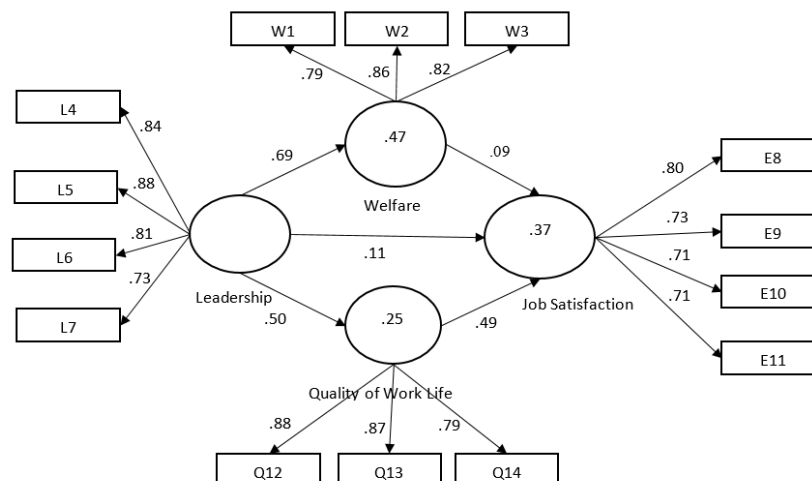 W1 W2 W3
.79 .86 .82
L4
.84
.47
E8
.80
.69 .09
L5
.88
Welfare
E9
.73
.81
L6
.37
.11
.71
E10
.73
Leadership
Job Satisfaction
.50 .25 .49
L7
.71
E11
Quality of Work Life
.88 .87 .79
Q12 Q13 Q14